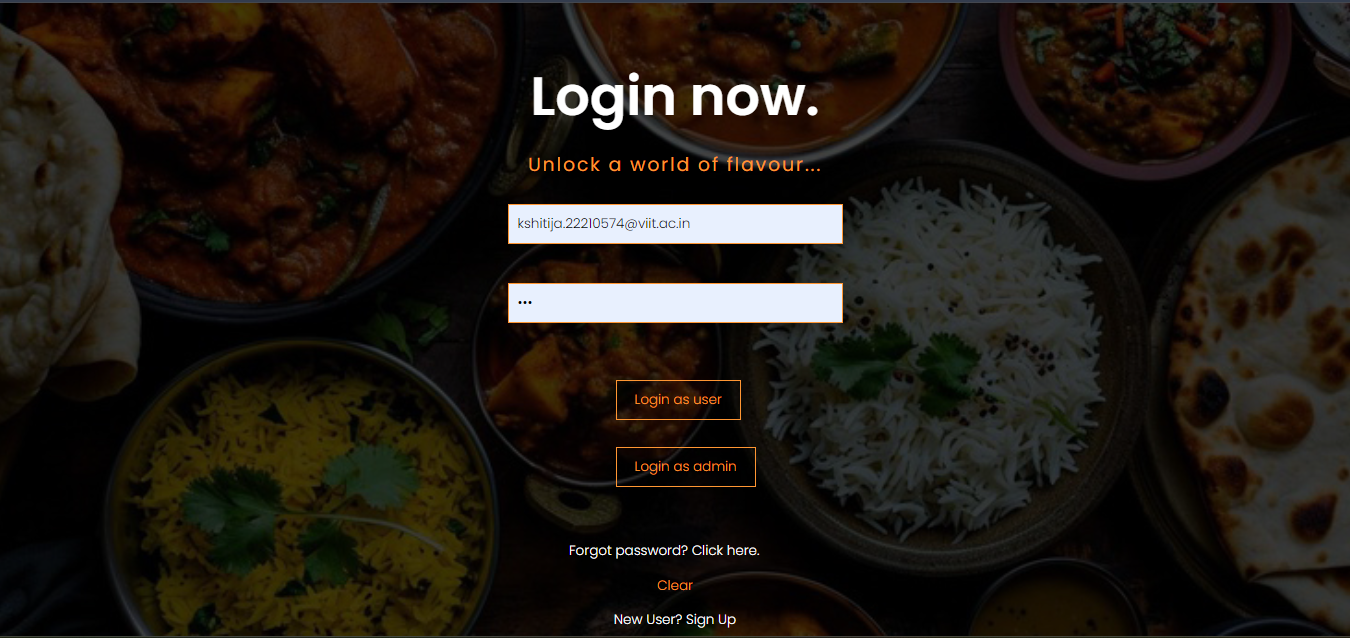 Login now.
Unlock a world of flavour...
kshitija.22210574@viit.ac.in
•••
Login as user
Login as admin
Forgot password? Click here.
Clear
New User? Sign Up